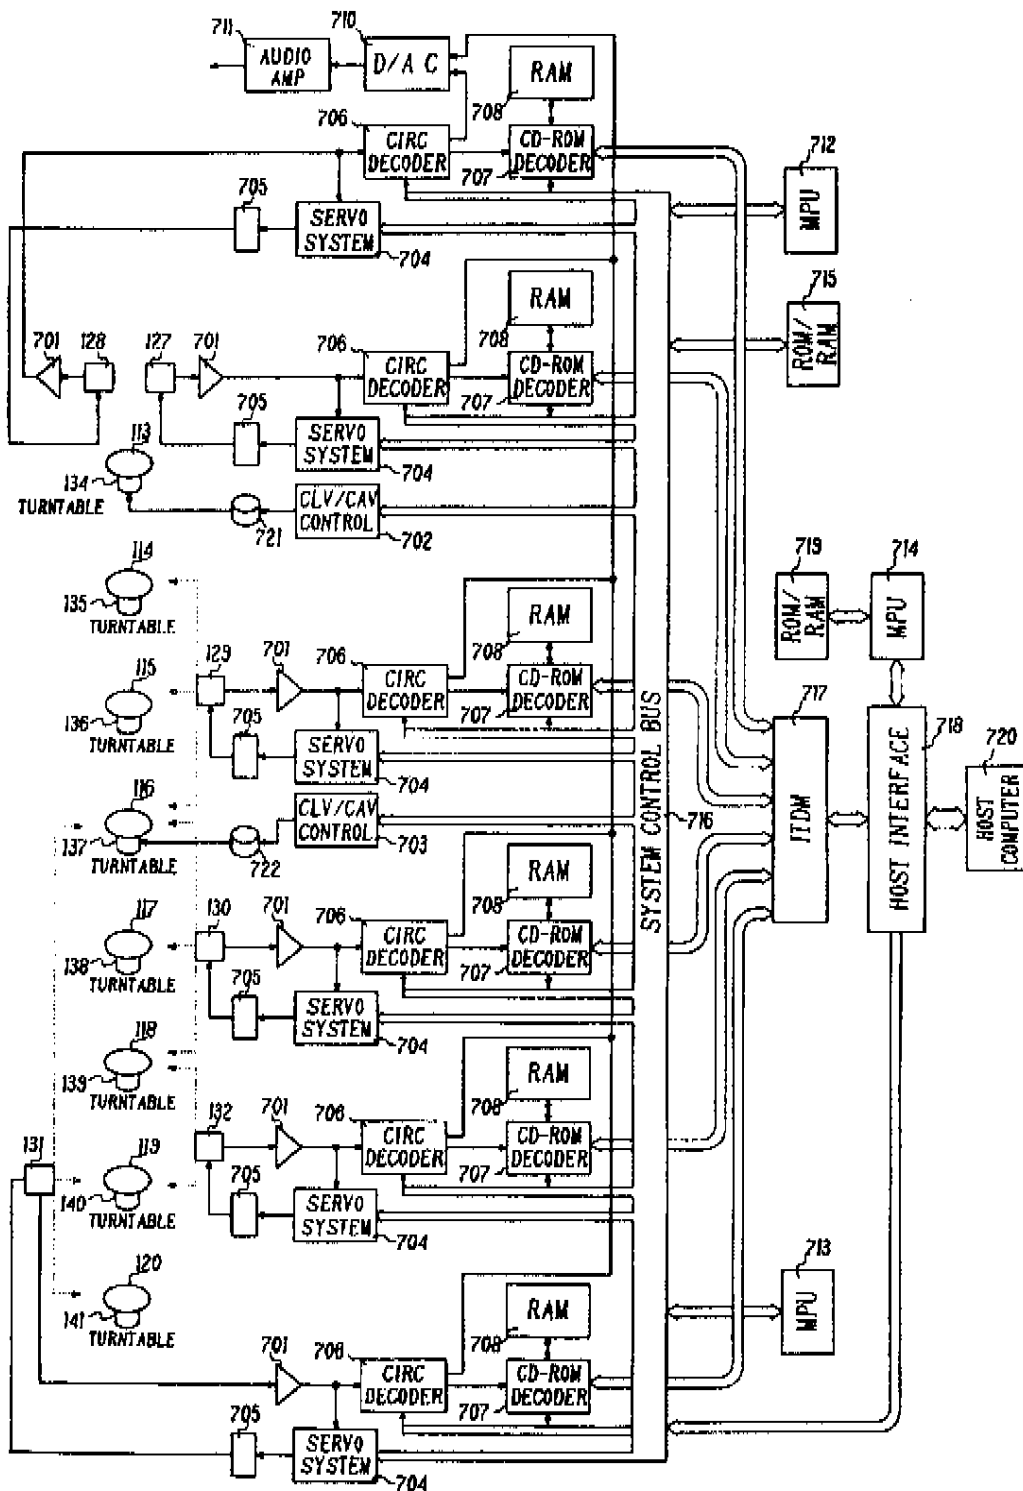 711
710
AUDIO
AMP
D/A C
RAM
708
706
CIRC
DECODER
CD-ROM
DECODER
707
712
MPU
705
SERVO
SYSTEM
704
RAM
708
715
ROM/
RAM
701
128
127
701
706
CIRC
DECODER
CD-ROM
DECODER
707
705
113
SERVO
SYSTEM
704
134
TURNTABLE
721
CLV/CAV
CONTROL
702
114
135
TURNTABLE
719
ROM/
RAM
714
MPU
RAM
708
115
129
701
706
CIRC
DECODER
CD-ROM
DECODER
707
136
TURNTABLE
705
SERVO
SYSTEM
704
SYSTEM CONTROL BUS
716
717
ITDM
718
HOST INTERFACE
720
HOST
COMPUTER
116
137
TURNTABLE
722
CLV/CAV
CONTROL
703
RAM
708
117
130
701
706
CIRC
DECODER
CD-ROM
DECODER
707
138
TURNTABLE
705
SERVO
SYSTEM
704
118
139
TURNTABLE
RAM
708
132
701
706
CIRC
DECODER
CD-ROM
DECODER
707
131
119
140
TURNTABLE
705
SERVO
SYSTEM
704
120
141
TURNTABLE
713
MPU
RAM
708
701
706
CIRC
DECODER
CD-ROM
DECODER
707
705
SERVO
SYSTEM
704